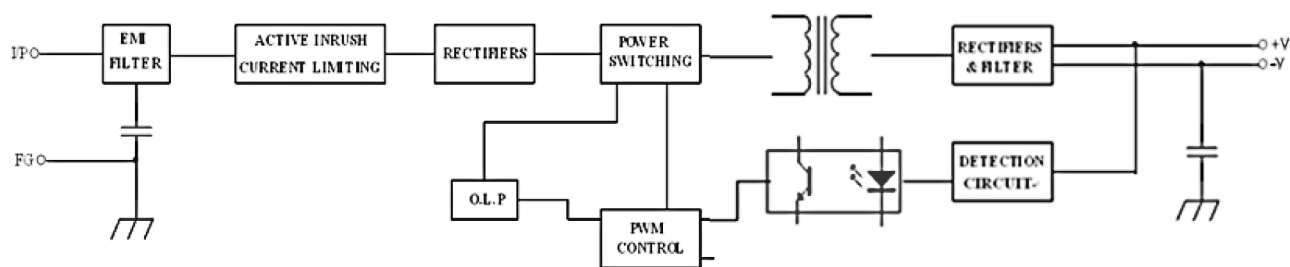 I/P
EMI
FILTER
ACTIVE INRUSH
CURRENT LIMITING
RECTIFIERS
POWER
SWITCHING
RECTIFIERS
& FILTER
+V
-V
FG
O.L.P
PWM
CONTROL
DETECTION
CIRCUIT